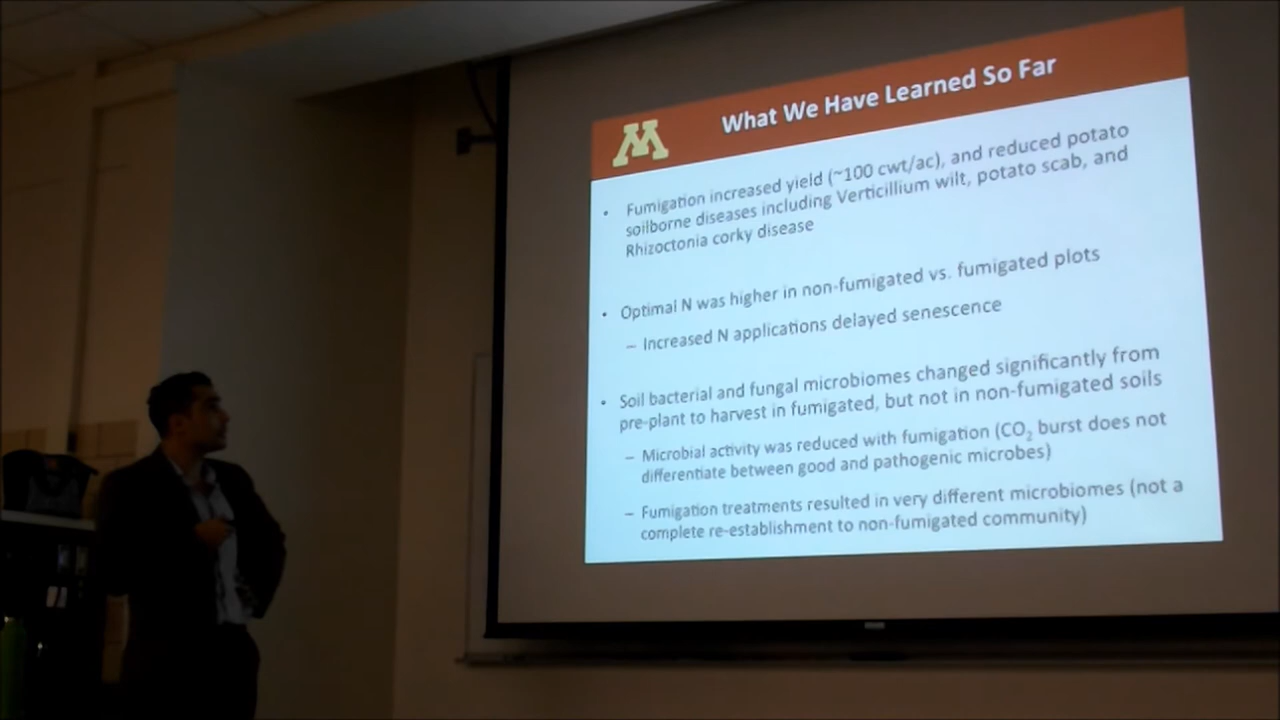 What We Have Learned So Far
M
• Fumigation increased yield (~100 cwt/ac), and reduced potato
soilborne diseases including Verticillium wilt, potato scab, and
Rhizoctonia corky disease
• Optimal N was higher in non-fumigated vs. fumigated plots
– Increased N applications delayed senescence
• Soil bacterial and fungal microbiomes changed significantly from
pre-plant to harvest in fumigated, but not in non-fumigated soils
– Microbial activity was reduced with fumigation (CO₂ burst does not
differentiate between good and pathogenic microbes)
– Fumigation treatments resulted in very different microbiomes (not a
complete re-establishment to non-fumigated community)